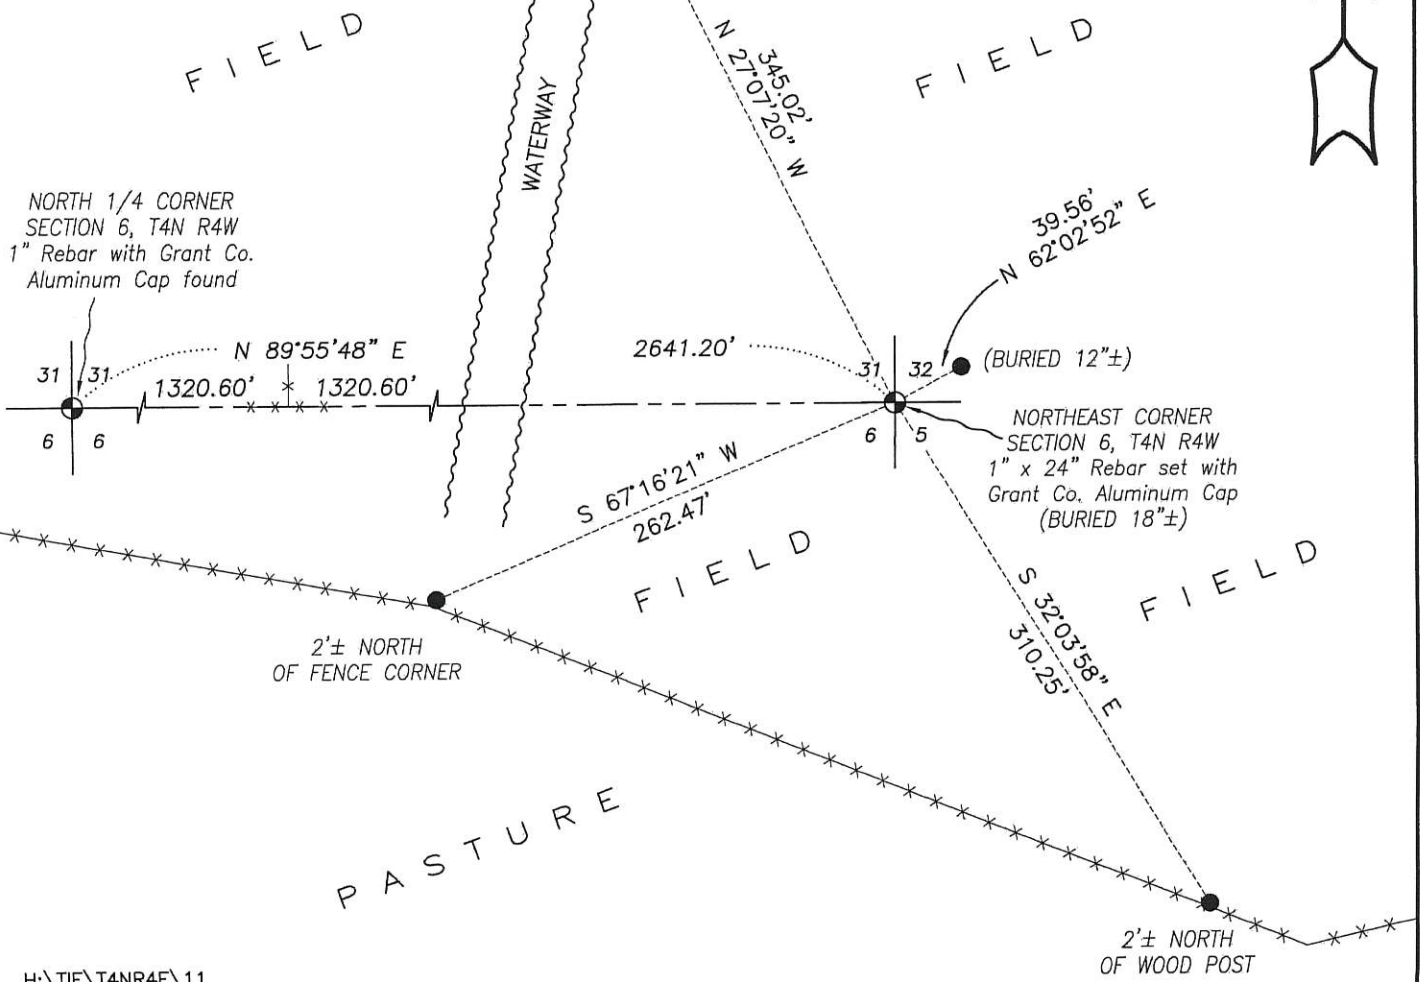 FIELD
FIELD
WATERWAY
345.02'
N 27°07'20" W
NORTH 1/4 CORNER
SECTION 6, T4N R4W
1" Rebar with Grant Co.
Aluminum Cap found
39.56'
N 62°02'52" E
N 89°55'48" E
2641.20'
(BURIED 12"±)
31 31
1320.60' 1320.60'
31 32
6 6
6 5
NORTHEAST CORNER
SECTION 6, T4N R4W
1" x 24" Rebar set with
Grant Co. Aluminum Cap
(BURIED 18"±)
S 67°16'21" W
262.47'
FIELD
FIELD
S 32°03'58" E
310.25'
2'± NORTH
OF FENCE CORNER
PASTURE
2'± NORTH
OF WOOD POST
H:\TIE\T4NR4E\11